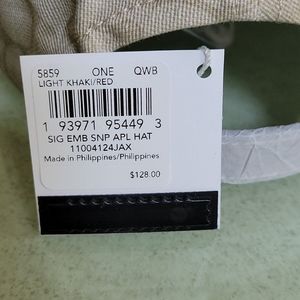 5859 ONE QWB
LIGHT KHAKI/RED
1 93971 95449 3
SIG EMB SNP APL HAT
11004124JAX
Made in Philippines/Philippines
$128.00